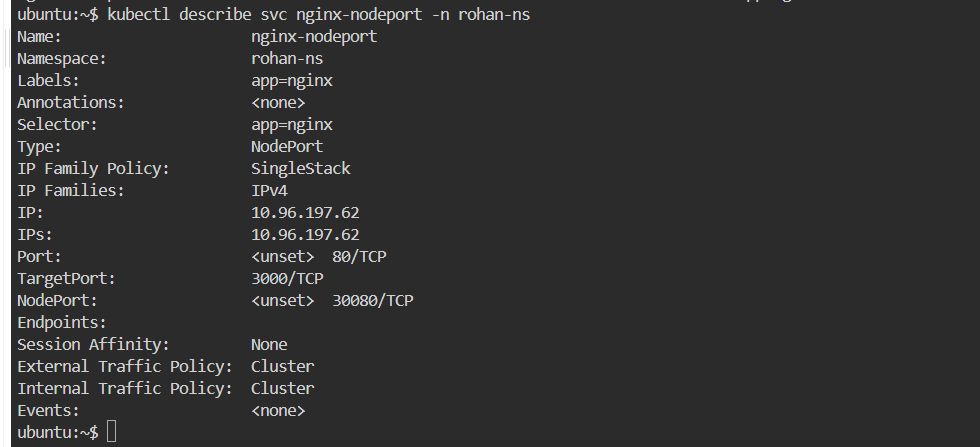 ubuntu:~$ kubectl describe svc nginx-nodeport -n rohan-ns
Name:                     nginx-nodeport
Namespace:                rohan-ns
Labels:                   app=nginx
Annotations:              <none>
Selector:                 app=nginx
Type:                     NodePort
IP Family Policy:         SingleStack
IP Families:              IPv4
IP:                       10.96.197.62
IPs:                      10.96.197.62
Port:                     <unset>  80/TCP
TargetPort:               3000/TCP
NodePort:                 <unset>  30080/TCP
Endpoints:
Session Affinity:         None
External Traffic Policy:  Cluster
Internal Traffic Policy:  Cluster
Events:                   <none>
ubuntu:~$